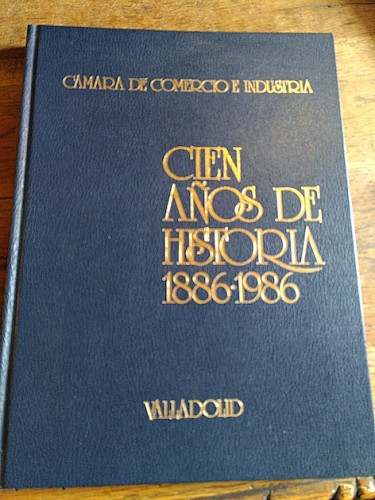 CÁMARA DE COMERCIO E INDUSTRIA
CIEN
AÑOS DE
HISTORIA
1886-1986
VALLADOLID